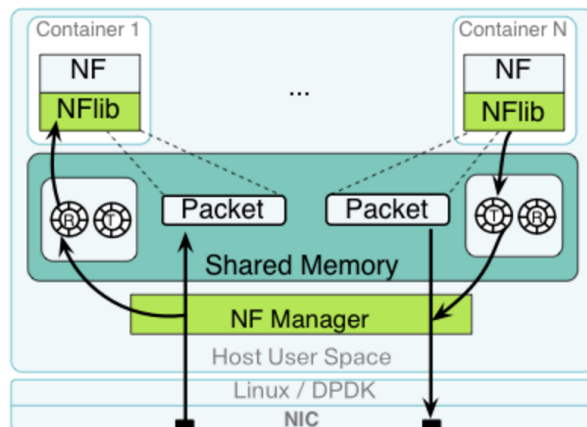 Container 1
Container N
NF
NF
NFlib
...
NFlib
Packet
Packet
R
T
T
R
Shared Memory
NF Manager
Host User Space
Linux / DPDK
NIC